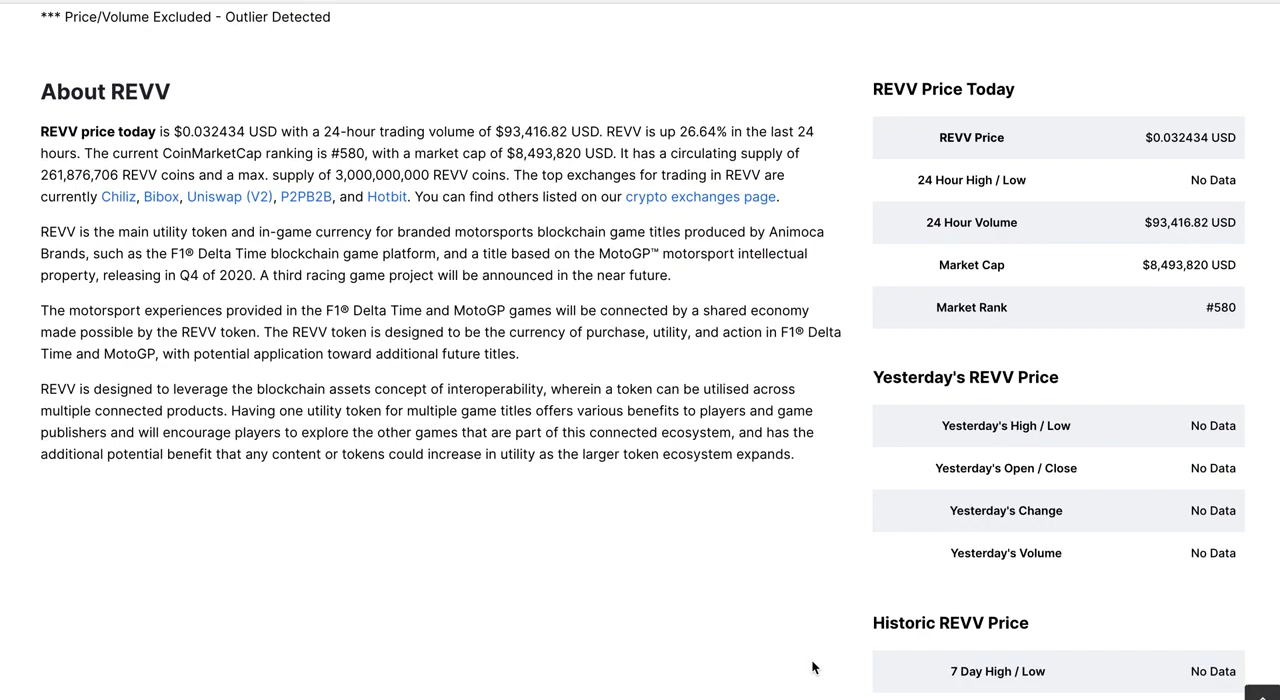 *** Price/Volume Excluded - Outlier Detected
About REVV
REVV price today is $0.032434 USD with a 24-hour trading volume of $93,416.82 USD. REVV is up 26.64% in the last 24
hours. The current CoinMarketCap ranking is #580, with a market cap of $8,493,820 USD. It has a circulating supply of
261,876,706 REVV coins and a max. supply of 3,000,000,000 REVV coins. The top exchanges for trading in REVV are
currently Chiliz, Bibox, Uniswap (V2), P2PB2B, and Hotbit. You can find others listed on our crypto exchanges page.
REVV is the main utility token and in-game currency for branded motorsports blockchain game titles produced by Animoca
Brands, such as the F1® Delta Time blockchain game platform, and a title based on the MotoGP™ motorsport intellectual
property, releasing in Q4 of 2020. A third racing game project will be announced in the near future.
The motorsport experiences provided in the F1® Delta Time and MotoGP games will be connected by a shared economy
made possible by the REVV token. The REVV token is designed to be the currency of purchase, utility, and action in F1® Delta
Time and MotoGP, with potential application toward additional future titles.
REVV is designed to leverage the blockchain assets concept of interoperability, wherein a token can be utilised across
multiple connected products. Having one utility token for multiple game titles offers various benefits to players and game
publishers and will encourage players to explore the other games that are part of this connected ecosystem, and has the
additional potential benefit that any content or tokens could increase in utility as the larger token ecosystem expands.
REVV Price Today
REVV Price $0.032434 USD
24 Hour High / Low No Data
24 Hour Volume $93,416.82 USD
Market Cap $8,493,820 USD
Market Rank #580
Yesterday's REVV Price
Yesterday's High / Low No Data
Yesterday's Open / Close No Data
Yesterday's Change No Data
Yesterday's Volume No Data
Historic REVV Price
7 Day High / Low No Data